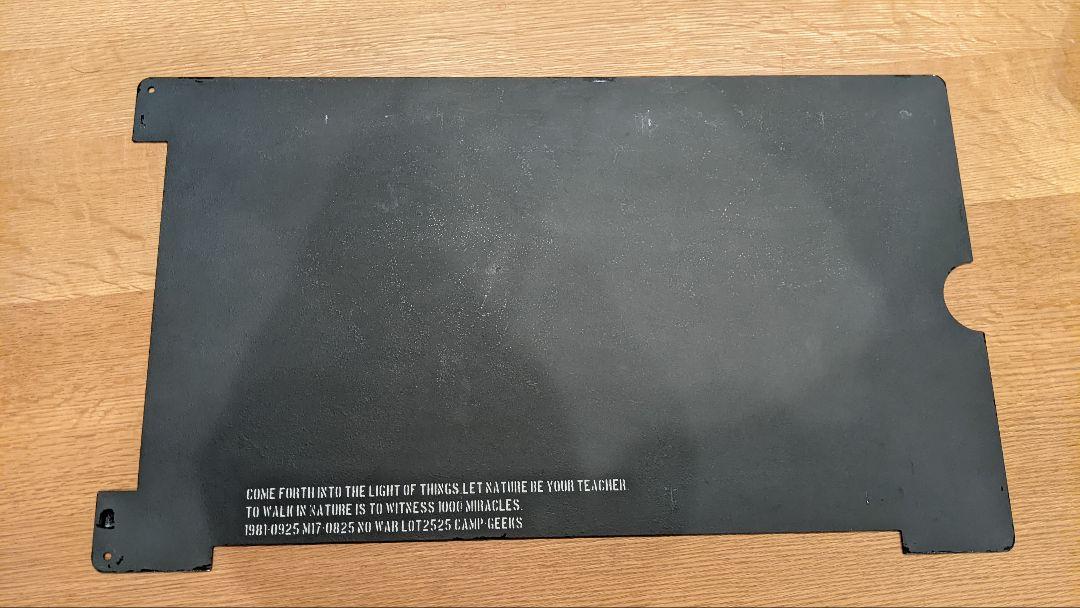 COME FORTH INTO THE LIGHT OF THINGS.LET NATURE BE YOUR TEACHER.
TO WALK IN NATURE IS TO WITNESS 1000 MIRACLES.
1981-0925 M17-0825 NO WAR LOT2525 CAMP-GEEKS